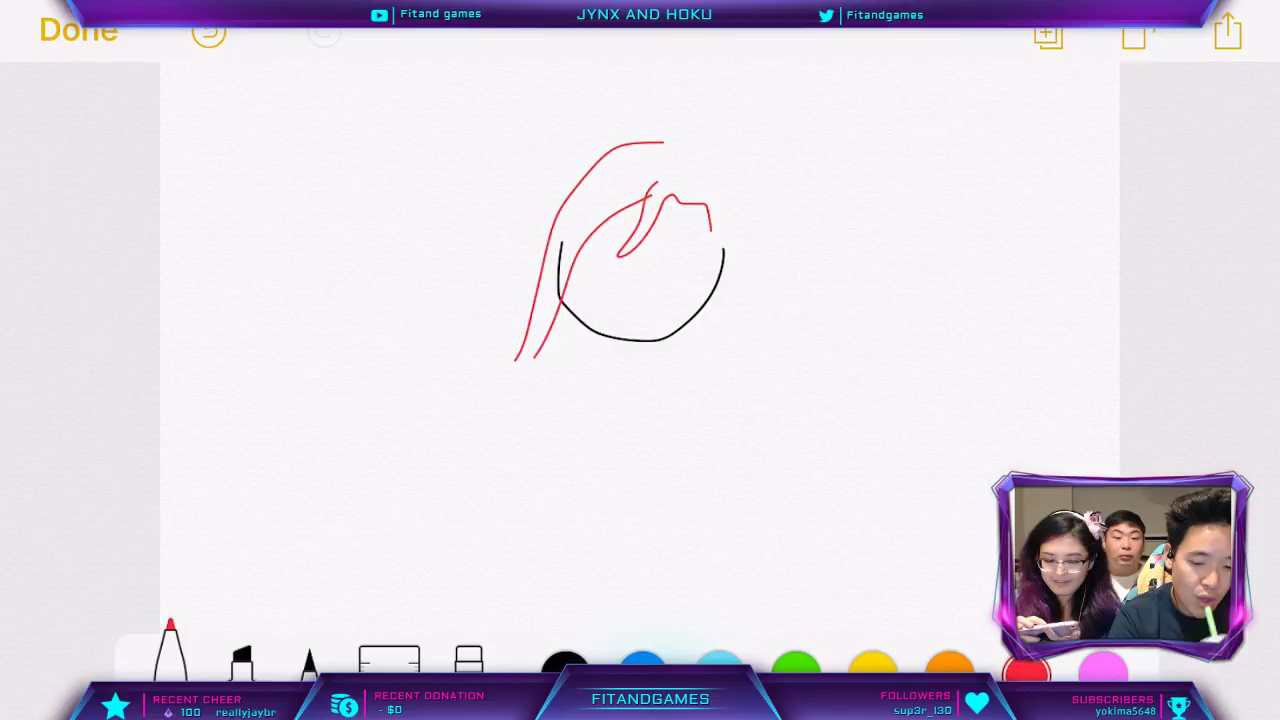 Fitand games
JYNX AND HOKU
Fitandgames
Done
RECENT CHEER
100 reallyjaybr
RECENT DONATION
- $0
FITANDGAMES
FOLLOWERS
sup3r_l30
SUBSCRIBERS
yokima5648